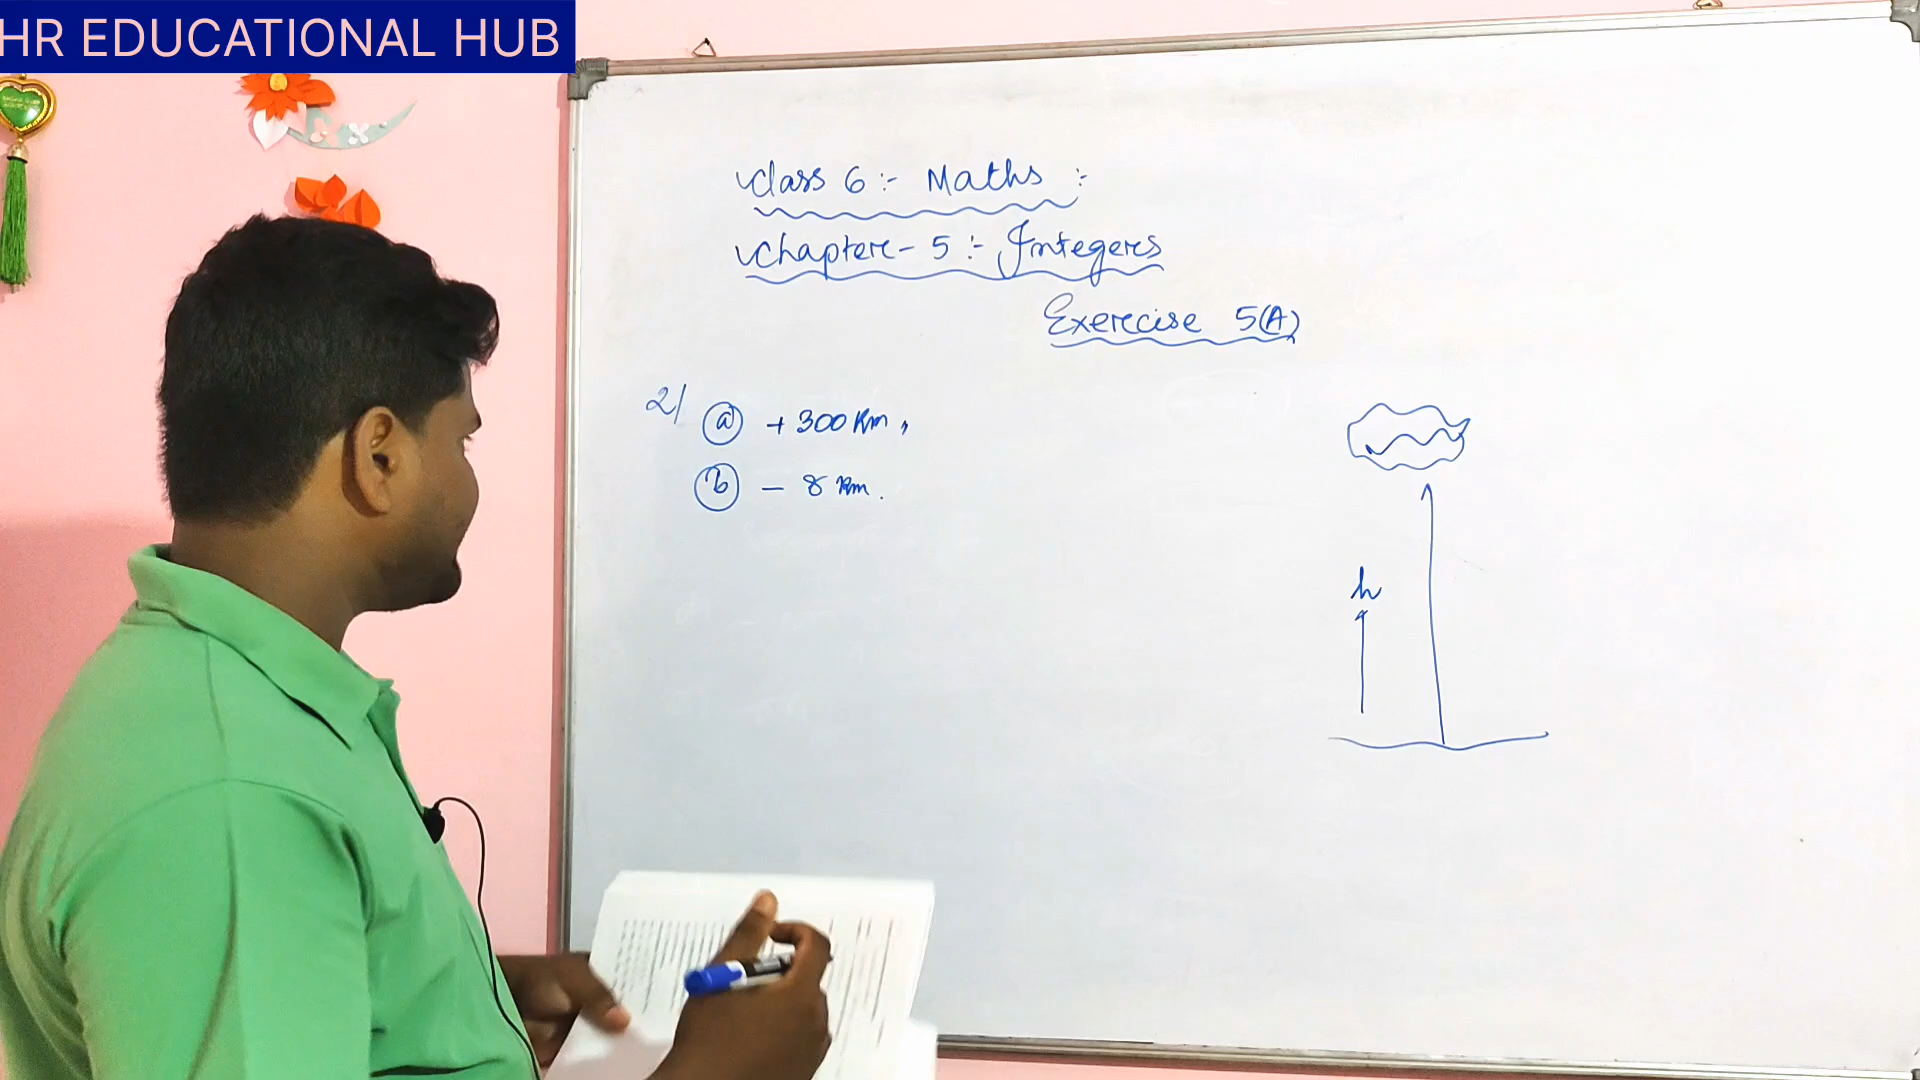 HR EDUCATIONAL HUB
Class 6 :- Maths :-
Chapter - 5 :- Integers
Exercise 5(A)
2/ (a) + 300 km,
(b) - 8 km.
h